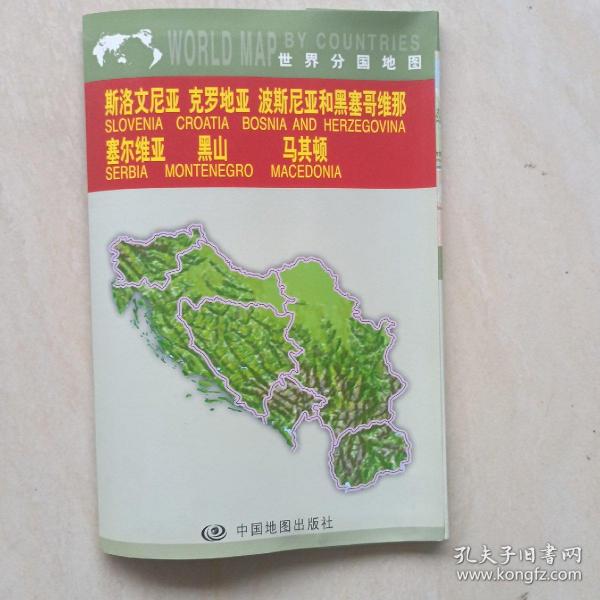 WORLD MAP BY COUNTRIES
世界分国地图
斯洛文尼亚 克罗地亚 波斯尼亚和黑塞哥维那
SLOVENIA CROATIA BOSNIA AND HERZEGOVINA
塞尔维亚 黑山 马其顿
SERBIA MONTENEGRO MACEDONIA
中国地图出版社
孔夫子旧书网
www.kongfz.com